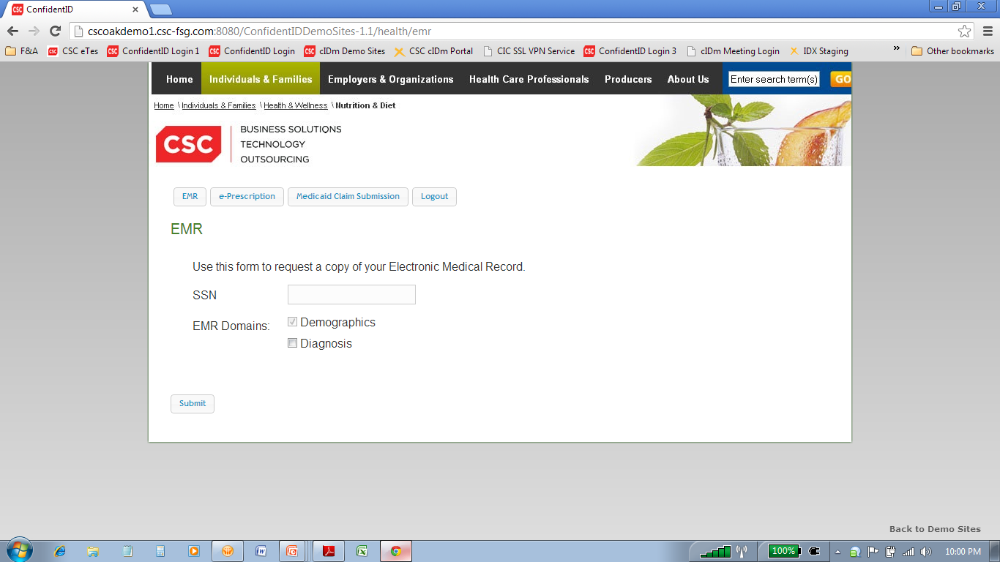 ConfidentID
cscoakdemo1.csc-fsg.com:8080/ConfidentIDDemoSites-1.1/health/emr
F&A CSC CSC eTes CSC ConfidentID Login 1 CSC ConfidentID Login CSC cIDm Demo Sites CSC cIDm Portal CIC SSL VPN Service CSC ConfidentID Login 3 cIDm Meeting Login IDX Staging » Other bookmarks
Home Individuals & Families Employers & Organizations Health Care Professionals Producers About Us Enter search term(s) GO
Home \ Individuals & Families \ Health & Wellness \ Nutrition & Diet
CSC
BUSINESS SOLUTIONS
TECHNOLOGY
OUTSOURCING
EMR e-Prescription Medicaid Claim Submission Logout
EMR
Use this form to request a copy of your Electronic Medical Record.
SSN
EMR Domains: Demographics
Diagnosis
Submit
Back to Demo Sites
100% 10:00 PM